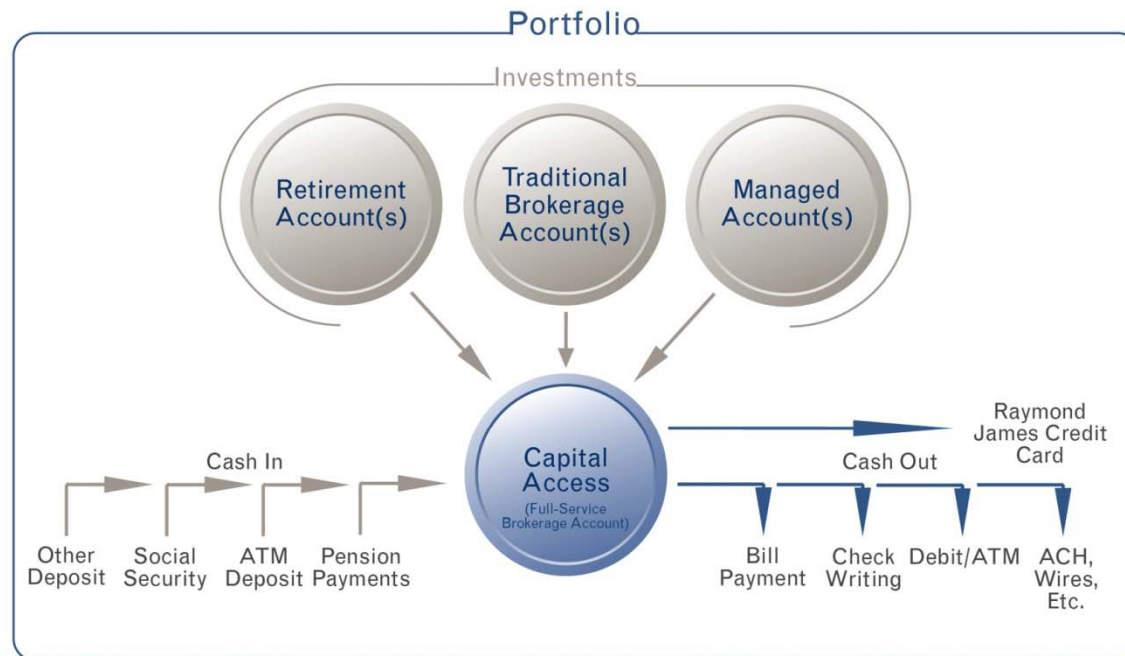 Portfolio
Investments
Retirement
Account(s)
Traditional
Brokerage
Account(s)
Managed
Account(s)
Capital
Access
(Full-Service
Brokerage Account)
Cash In
Other
Deposit
Social
Security
ATM
Deposit
Pension
Payments
Raymond
James Credit
Card
Cash Out
Bill
Payment
Check
Writing
Debit/ATM
ACH,
Wires,
Etc.